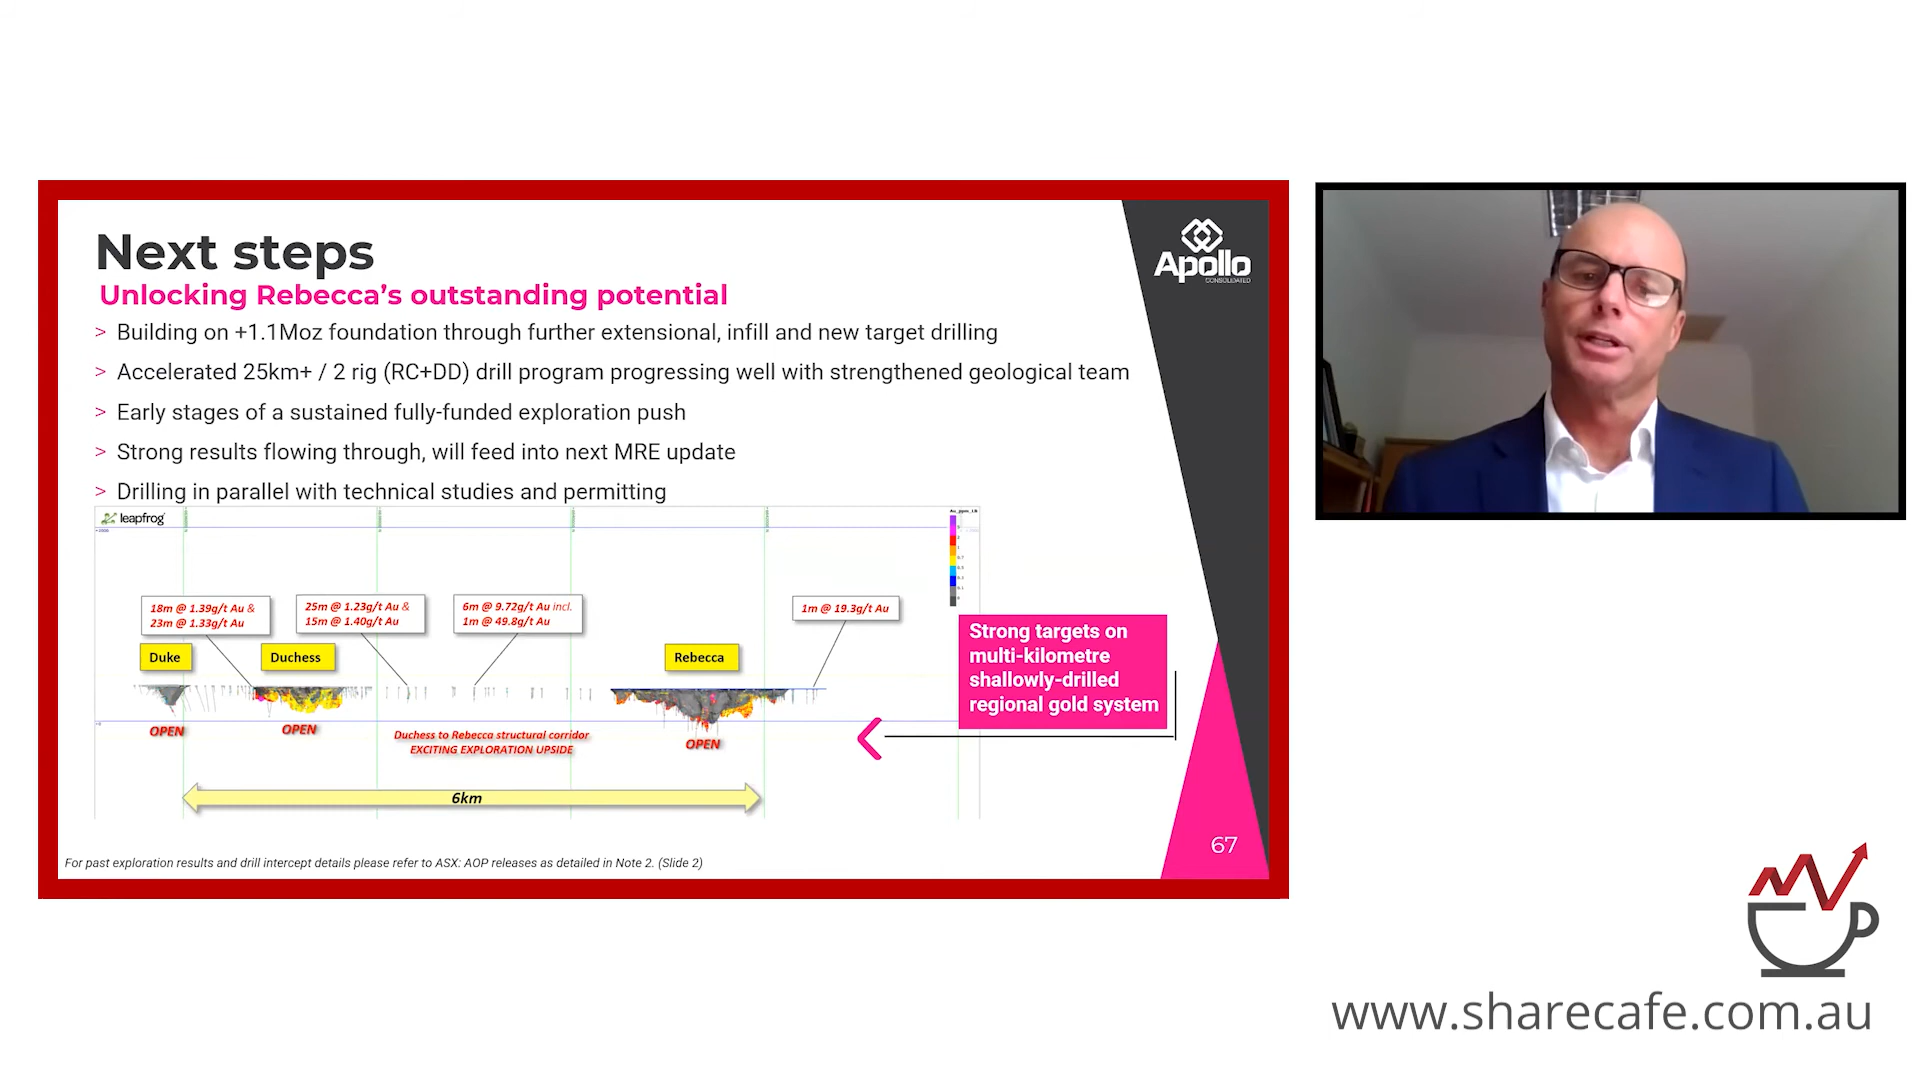 Next steps
Unlocking Rebecca's outstanding potential
> Building on +1.1Moz foundation through further extensional, infill and new target drilling
> Accelerated 25km+ / 2 rig (RC+DD) drill program progressing well with strengthened geological team
> Early stages of a sustained fully-funded exploration push
> Strong results flowing through, will feed into next MRE update
> Drilling in parallel with technical studies and permitting
Apollo
CONSOLIDATED
leapfrog
18m @ 1.39g/t Au &
23m @ 1.33g/t Au
25m @ 1.23g/t Au &
15m @ 1.40g/t Au
6m @ 9.72g/t Au incl.
1m @ 49.8g/t Au
1m @ 19.3g/t Au
Duke
Duchess
Rebecca
OPEN
OPEN
OPEN
Duchess to Rebecca structural corridor
EXCITING EXPLORATION UPSIDE
6km
Strong targets on
multi-kilometre
shallowly-drilled
regional gold system
67
For past exploration results and drill intercept details please refer to ASX: AOP releases as detailed in Note 2. (Slide 2)
www.sharecafe.com.au